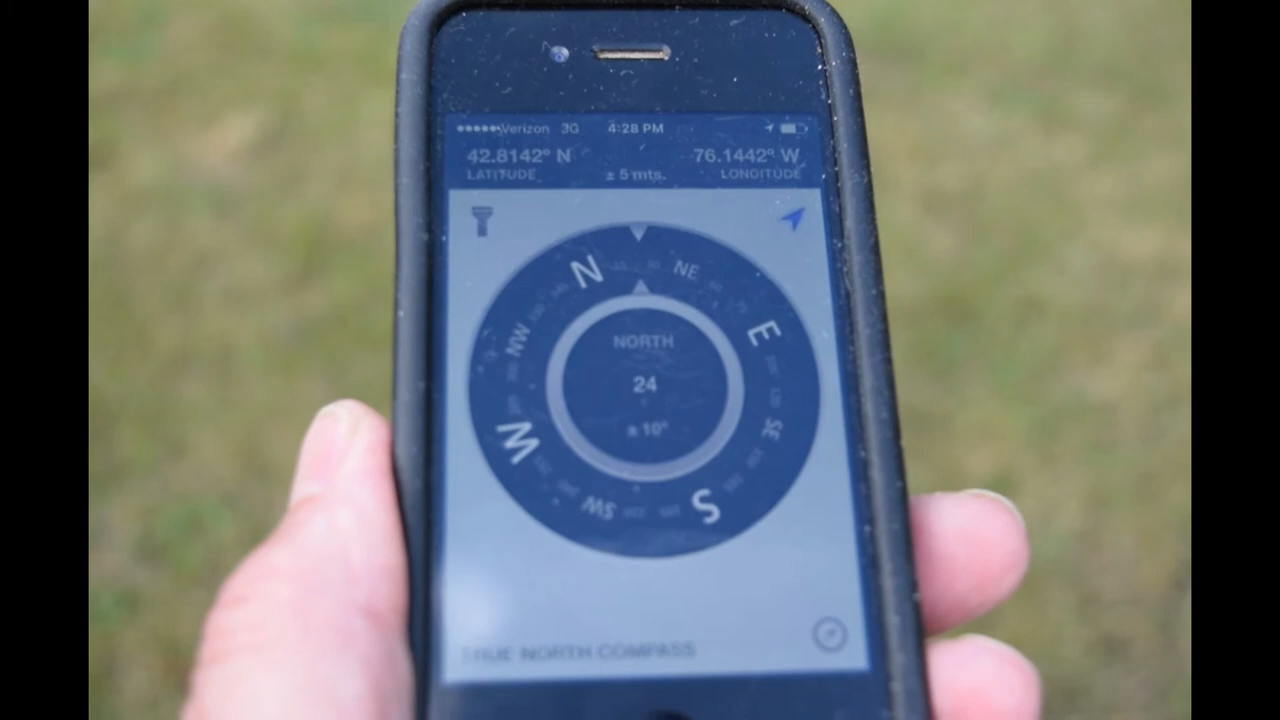 Verizon 3G 4:28 PM
42.8142° N 76.1442° W
LATITUDE ± 5 mts. LONGITUDE
N NE
E
NW
NORTH
24
± 10°
W SE
SW S
TRUE NORTH COMPASS